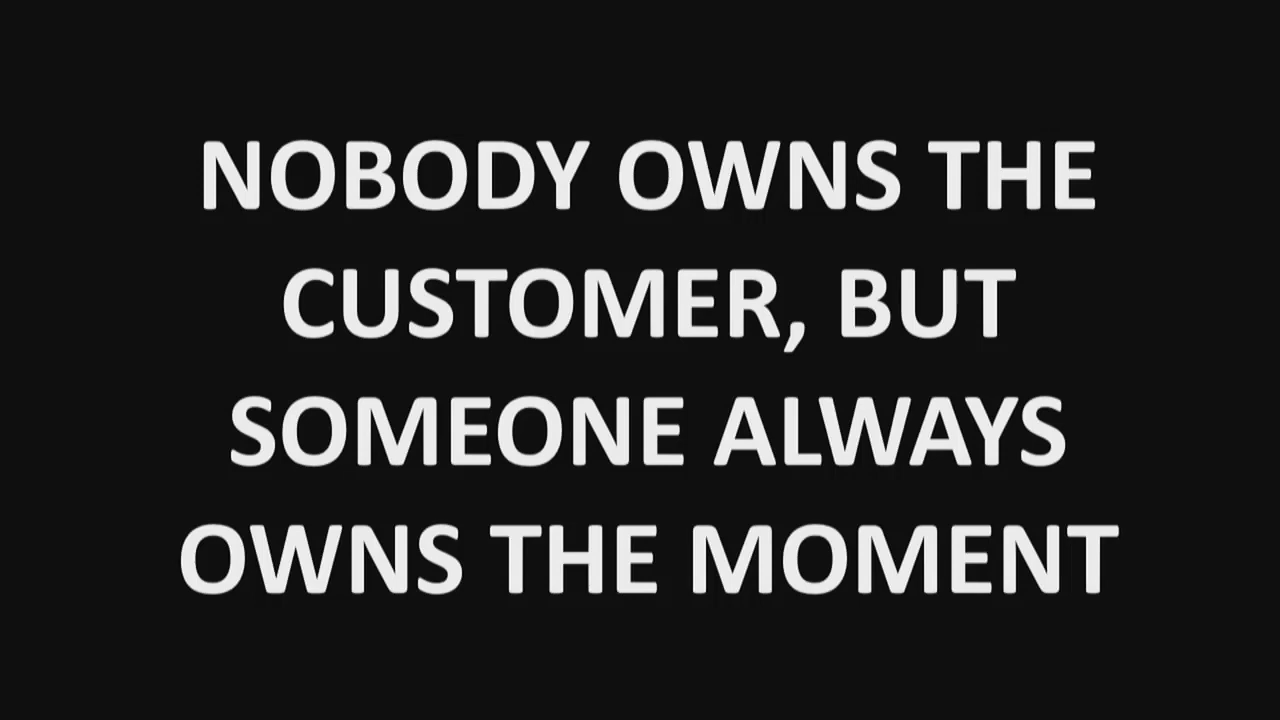 NOBODY OWNS THE
CUSTOMER, BUT
SOMEONE ALWAYS
OWNS THE MOMENT